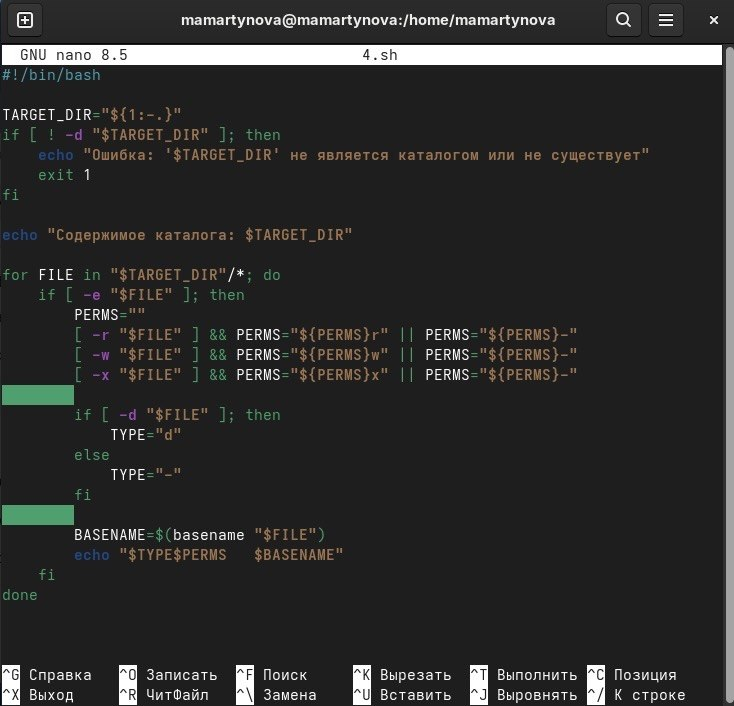 mamartynova@mamartynova:/home/mamartynova
GNU nano 8.5 4.sh
#!/bin/bash
TARGET_DIR="${1:-.}"
if [ ! -d "$TARGET_DIR" ]; then
    echo "Ошибка: '$TARGET_DIR' не является каталогом или не существует"
    exit 1
fi
echo "Содержимое каталога: $TARGET_DIR"
for FILE in "$TARGET_DIR"/*; do
    if [ -e "$FILE" ]; then
        PERMS=""
        [ -r "$FILE" ] && PERMS="${PERMS}r" || PERMS="${PERMS}-"
        [ -w "$FILE" ] && PERMS="${PERMS}w" || PERMS="${PERMS}-"
        [ -x "$FILE" ] && PERMS="${PERMS}x" || PERMS="${PERMS}-"
        if [ -d "$FILE" ]; then
            TYPE="d"
        else
            TYPE="-"
        fi
        BASENAME=$(basename "$FILE")
        echo "$TYPE$PERMS   $BASENAME"
    fi
done
^G Справка ^O Записать ^F Поиск ^K Вырезать ^T Выполнить ^C Позиция
^X Выход ^R ЧитФайл ^\ Замена ^U Вставить ^J Выровнять ^/ К строке